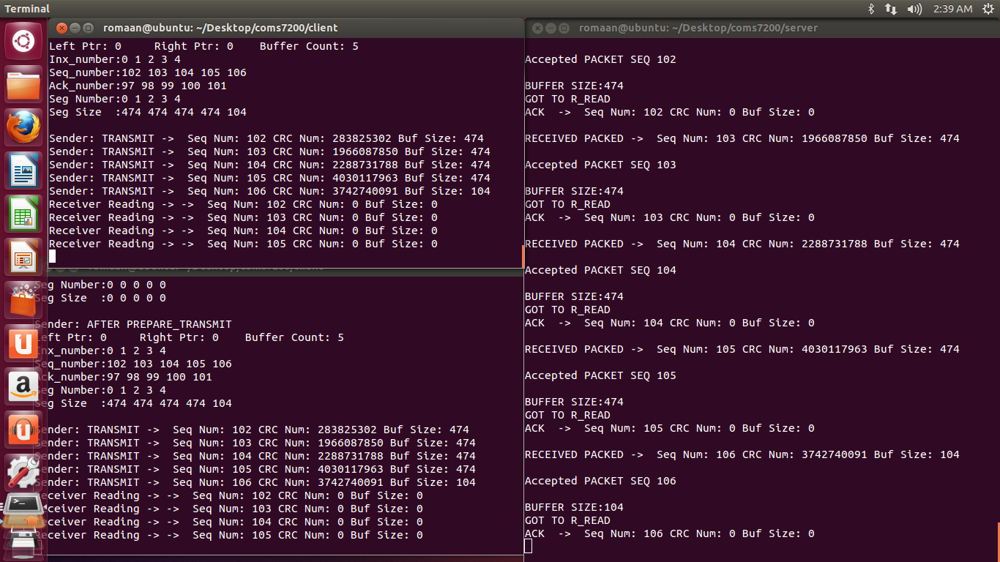 Terminal
2:39 AM
romaan@ubuntu: ~/Desktop/coms7200/client
Left Ptr: 0 Right Ptr: 0 Buffer Count: 5
Inx_number:0 1 2 3 4
Seq_number:102 103 104 105 106
Ack_number:97 98 99 100 101
Seg Number:0 1 2 3 4
Seg Size :474 474 474 474 104
Sender: TRANSMIT -> Seq Num: 102 CRC Num: 283825302 Buf Size: 474
Sender: TRANSMIT -> Seq Num: 103 CRC Num: 1966087850 Buf Size: 474
Sender: TRANSMIT -> Seq Num: 104 CRC Num: 2288731788 Buf Size: 474
Sender: TRANSMIT -> Seq Num: 105 CRC Num: 4030117963 Buf Size: 474
Sender: TRANSMIT -> Seq Num: 106 CRC Num: 3742740091 Buf Size: 104
Receiver Reading -> -> Seq Num: 102 CRC Num: 0 Buf Size: 0
Receiver Reading -> -> Seq Num: 103 CRC Num: 0 Buf Size: 0
Receiver Reading -> -> Seq Num: 104 CRC Num: 0 Buf Size: 0
Receiver Reading -> -> Seq Num: 105 CRC Num: 0 Buf Size: 0
Seg Number:0 0 0 0 0
Seg Size :0 0 0 0 0
Sender: AFTER PREPARE_TRANSMIT
Left Ptr: 0 Right Ptr: 0 Buffer Count: 5
Inx_number:0 1 2 3 4
Seq_number:102 103 104 105 106
Ack_number:97 98 99 100 101
Seg Number:0 1 2 3 4
Seg Size :474 474 474 474 104
Sender: TRANSMIT -> Seq Num: 102 CRC Num: 283825302 Buf Size: 474
Sender: TRANSMIT -> Seq Num: 103 CRC Num: 1966087850 Buf Size: 474
Sender: TRANSMIT -> Seq Num: 104 CRC Num: 2288731788 Buf Size: 474
Sender: TRANSMIT -> Seq Num: 105 CRC Num: 4030117963 Buf Size: 474
Sender: TRANSMIT -> Seq Num: 106 CRC Num: 3742740091 Buf Size: 104
Receiver Reading -> -> Seq Num: 102 CRC Num: 0 Buf Size: 0
Receiver Reading -> -> Seq Num: 103 CRC Num: 0 Buf Size: 0
Receiver Reading -> -> Seq Num: 104 CRC Num: 0 Buf Size: 0
Receiver Reading -> -> Seq Num: 105 CRC Num: 0 Buf Size: 0
romaan@ubuntu: ~/Desktop/coms7200/server
Accepted PACKET SEQ 102
BUFFER SIZE:474
GOT TO R_READ
ACK -> Seq Num: 102 CRC Num: 0 Buf Size: 0
RECEIVED PACKED -> Seq Num: 103 CRC Num: 1966087850 Buf Size: 474
Accepted PACKET SEQ 103
BUFFER SIZE:474
GOT TO R_READ
ACK -> Seq Num: 103 CRC Num: 0 Buf Size: 0
RECEIVED PACKED -> Seq Num: 104 CRC Num: 2288731788 Buf Size: 474
Accepted PACKET SEQ 104
BUFFER SIZE:474
GOT TO R_READ
ACK -> Seq Num: 104 CRC Num: 0 Buf Size: 0
RECEIVED PACKED -> Seq Num: 105 CRC Num: 4030117963 Buf Size: 474
Accepted PACKET SEQ 105
BUFFER SIZE:474
GOT TO R_READ
ACK -> Seq Num: 105 CRC Num: 0 Buf Size: 0
RECEIVED PACKED -> Seq Num: 106 CRC Num: 3742740091 Buf Size: 104
Accepted PACKET SEQ 106
BUFFER SIZE:104
GOT TO R_READ
ACK -> Seq Num: 106 CRC Num: 0 Buf Size: 0